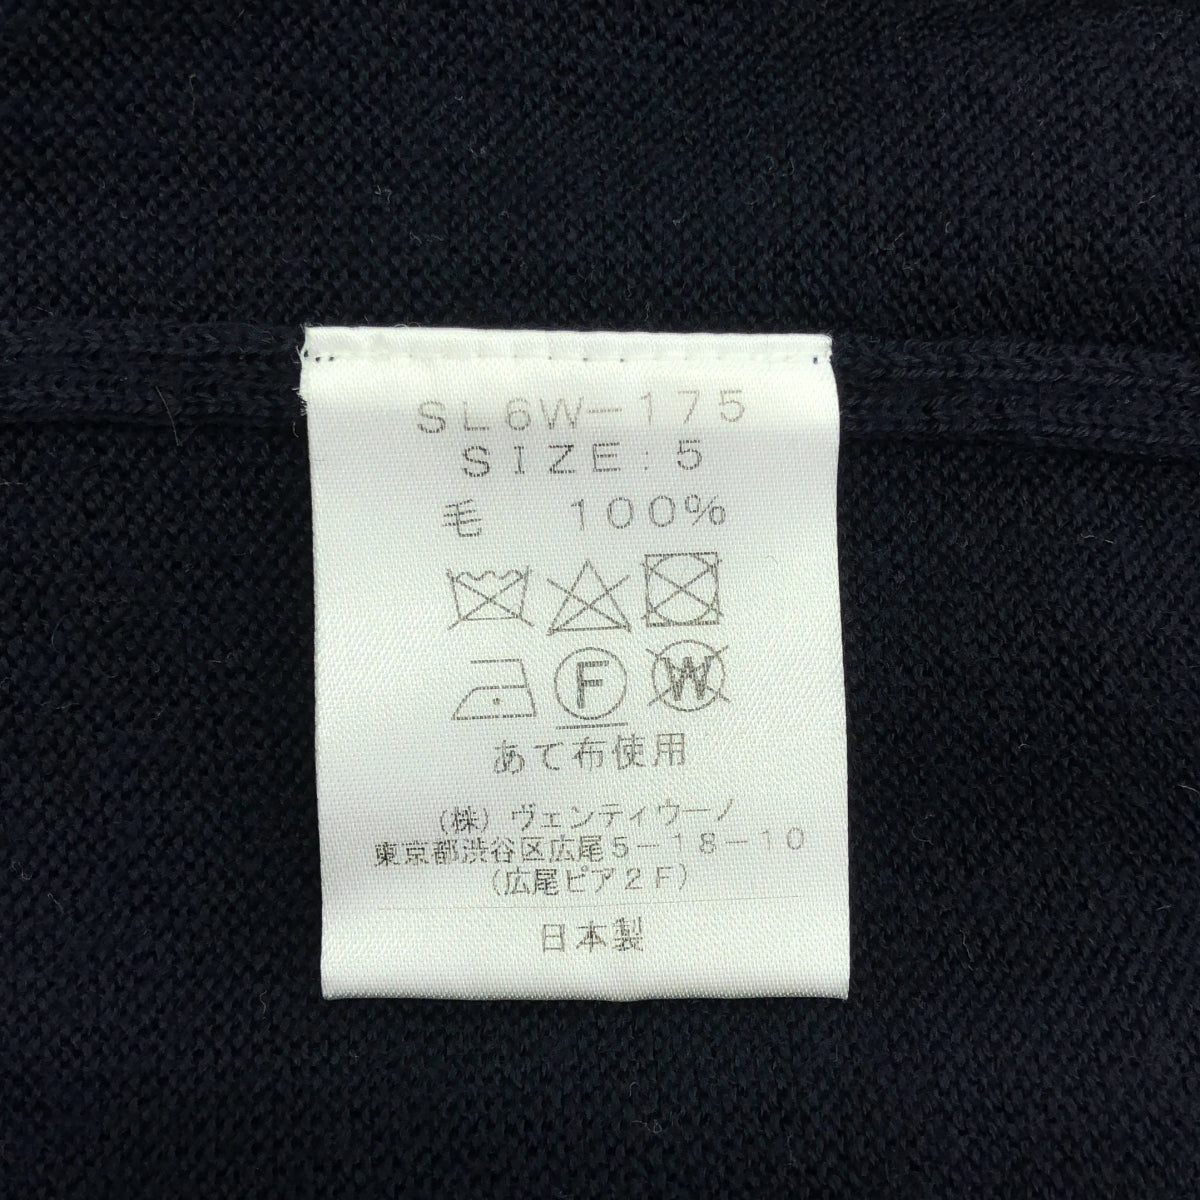 SL6W-175
SIZE:5
毛 100%
F W
あて布使用
(株)ヴェンティウーノ
東京都渋谷区広尾5-18-10
(広尾ピア2F)
日本製